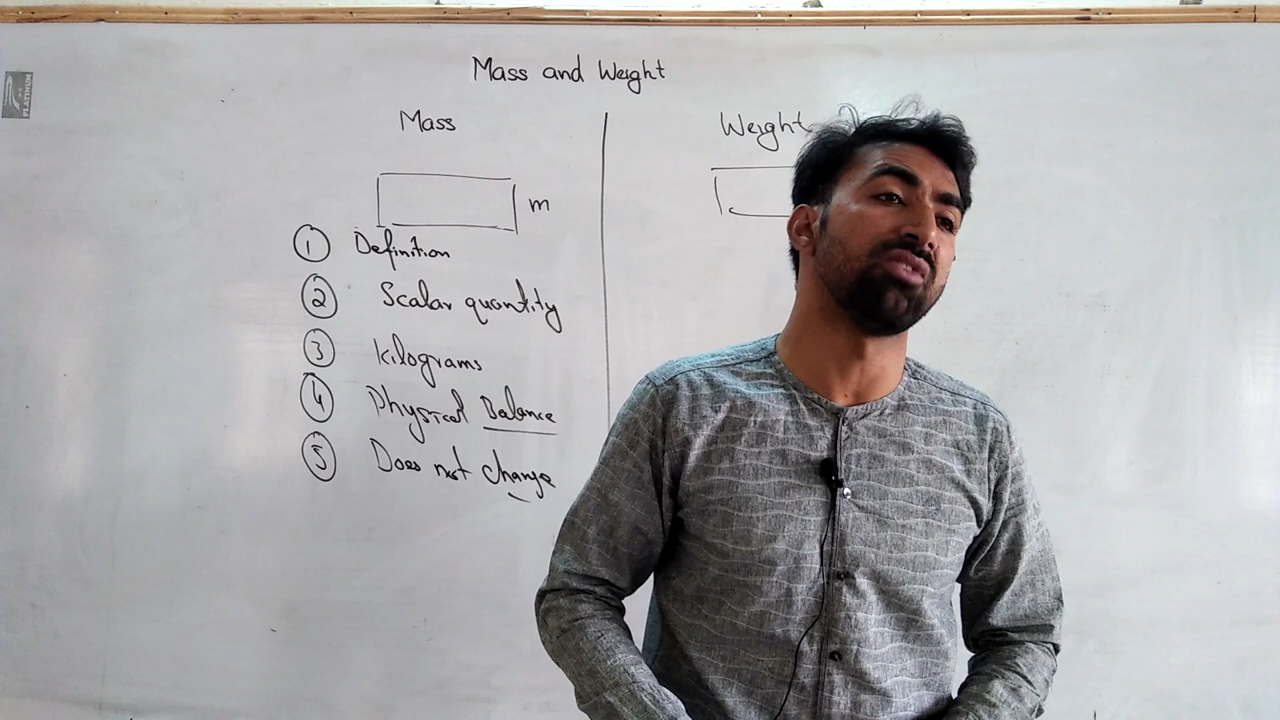 Mass and Weight
Mass
Weight
m
① Definition
② Scalar quantity
③ Kilograms
④ Physical Balance
⑤ Does not change
PLATINUM